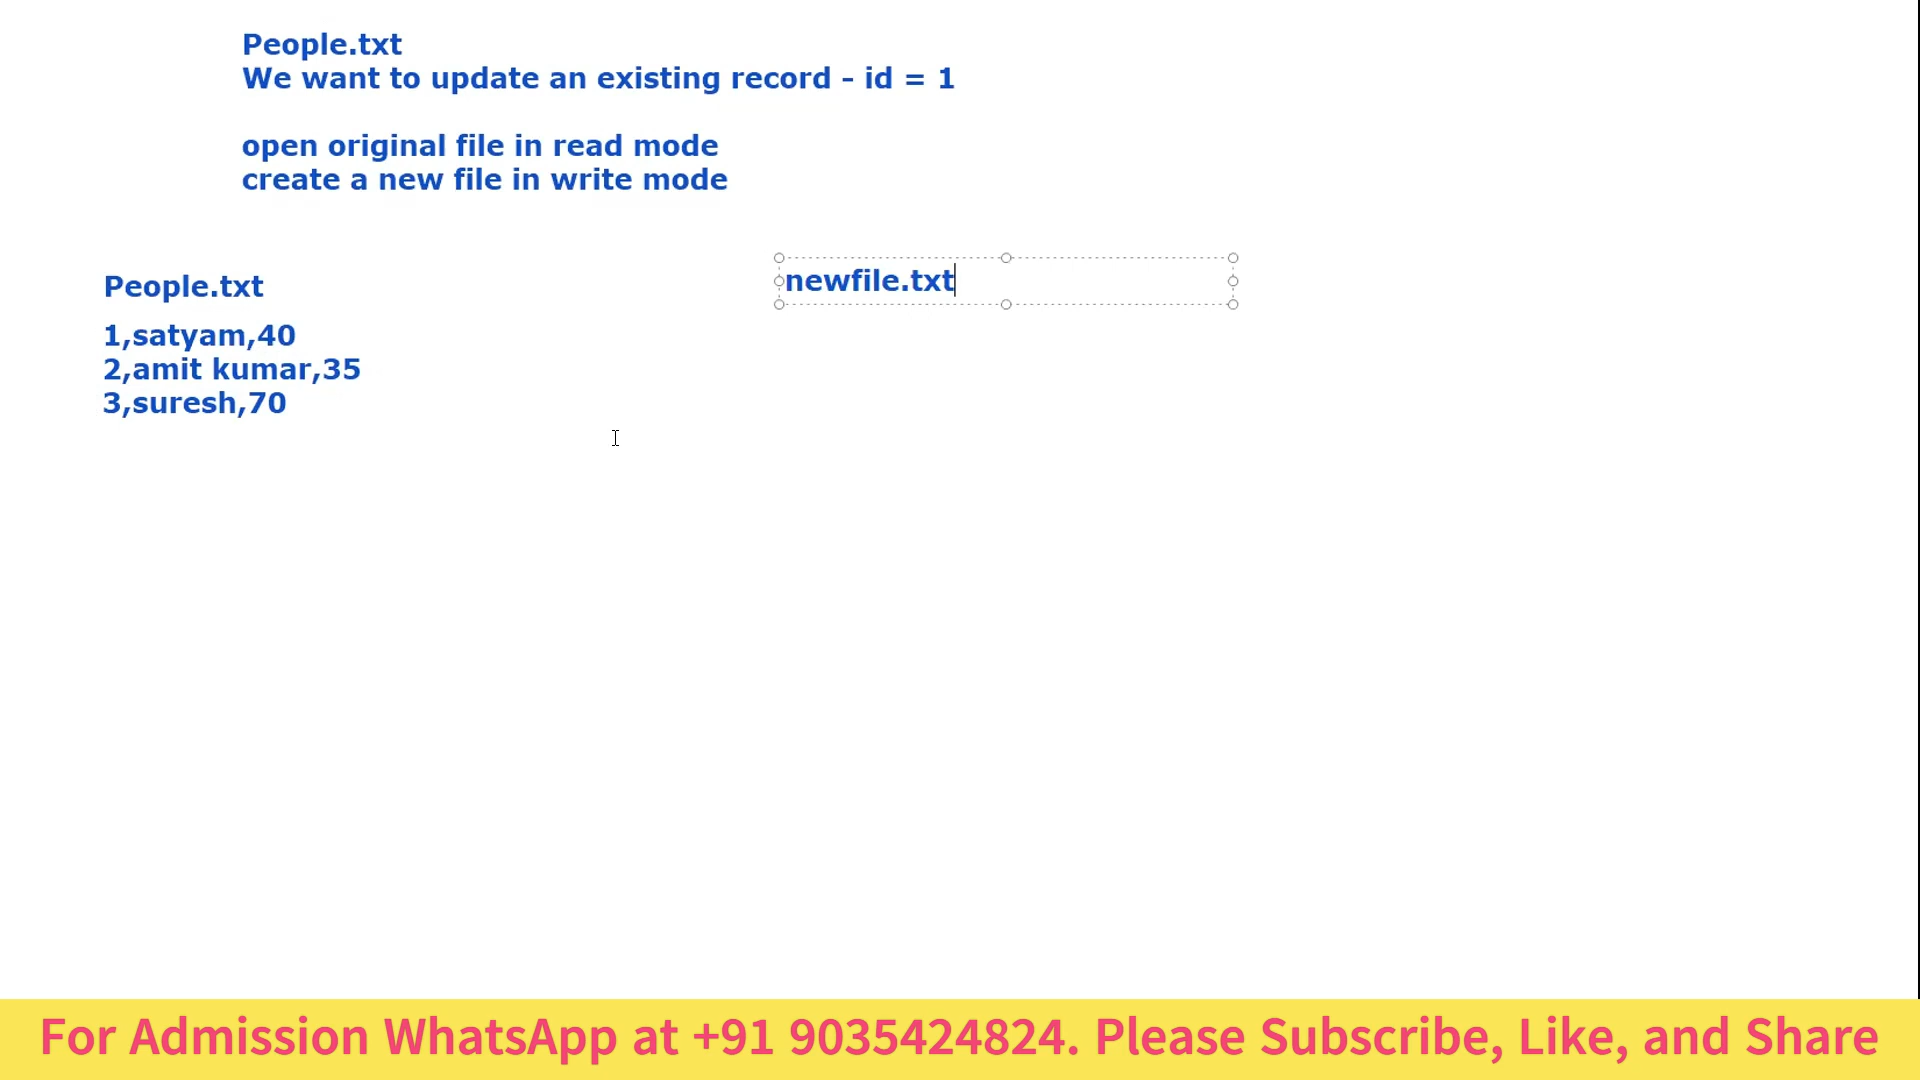 People.txt
We want to update an existing record - id = 1
open original file in read mode
create a new file in write mode
People.txt
1,satyam,40
2,amit kumar,35
3,suresh,70
newfile.txt
For Admission WhatsApp at +91 9035424824. Please Subscribe, Like, and Share